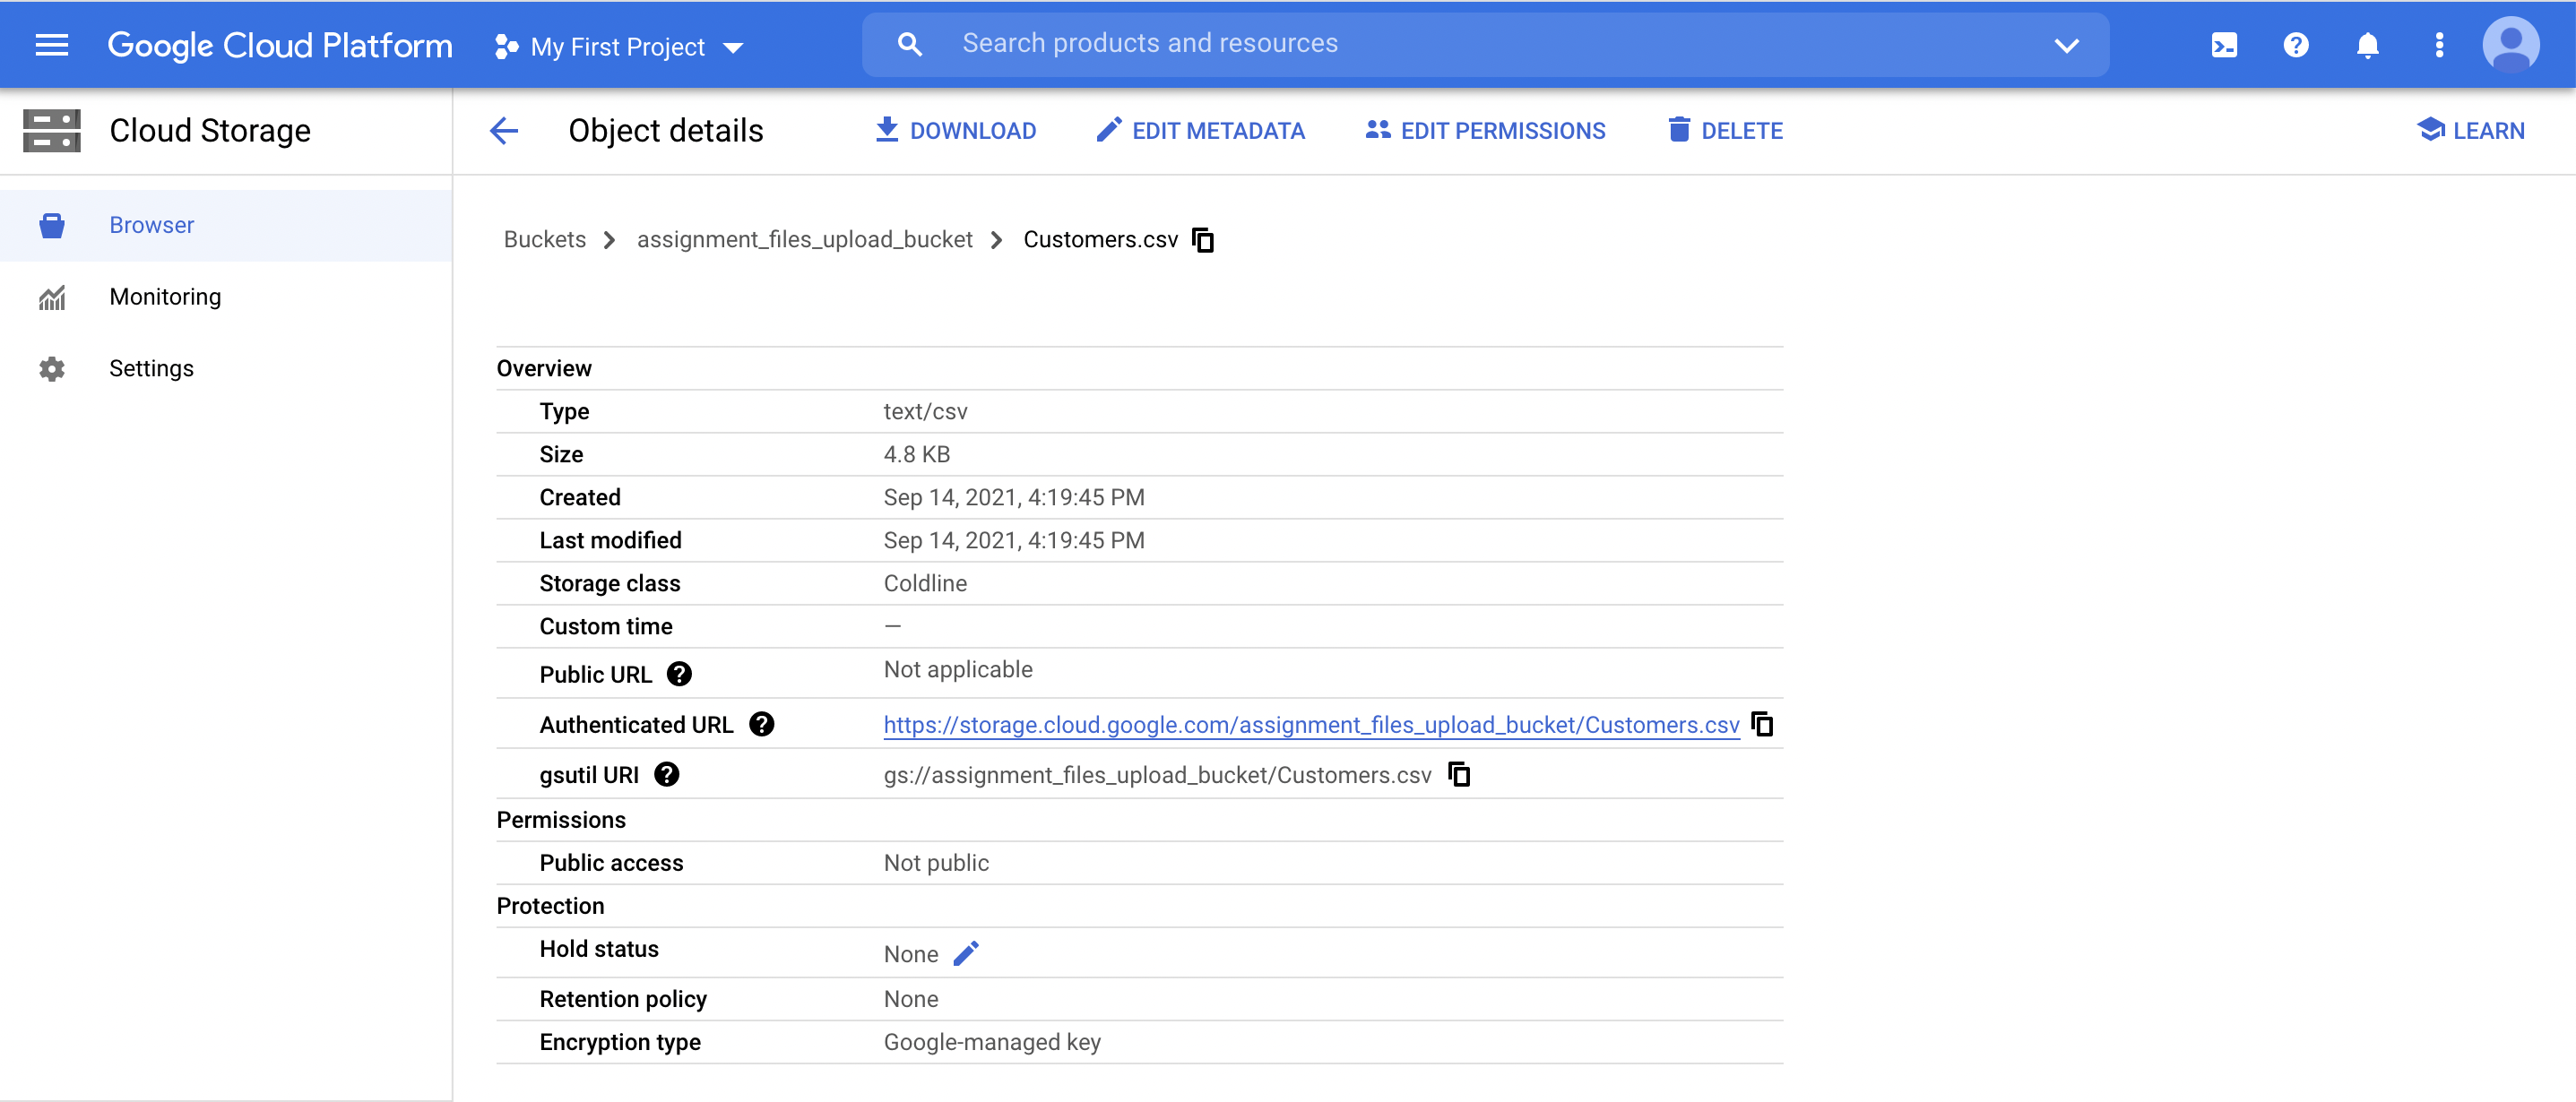 Google Cloud Platform My First Project Search products and resources
Cloud Storage
Browser
Monitoring
Settings
Object details DOWNLOAD EDIT METADATA EDIT PERMISSIONS DELETE LEARN
Buckets assignment_files_upload_bucket Customers.csv
Overview
Type text/csv
Size 4.8 KB
Created Sep 14, 2021, 4:19:45 PM
Last modified Sep 14, 2021, 4:19:45 PM
Storage class Coldline
Custom time —
Public URL ? Not applicable
Authenticated URL ? https://storage.cloud.google.com/assignment_files_upload_bucket/Customers.csv
gsutil URI ? gs://assignment_files_upload_bucket/Customers.csv
Permissions
Public access Not public
Protection
Hold status None
Retention policy None
Encryption type Google-managed key